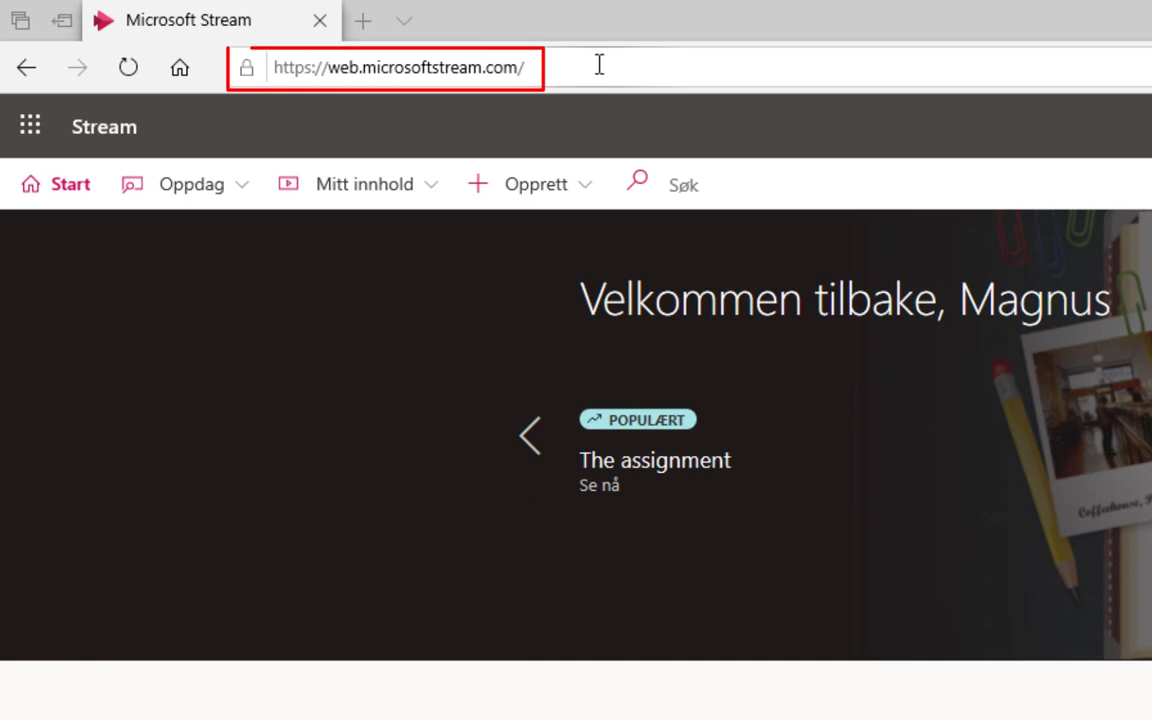 Microsoft Stream
https://web.microsoftstream.com/
Stream
Start Oppdag Mitt innhold Opprett Søk
Velkommen tilbake, Magnus
POPULÆRT
The assignment
Se nå
Coffeehouse,